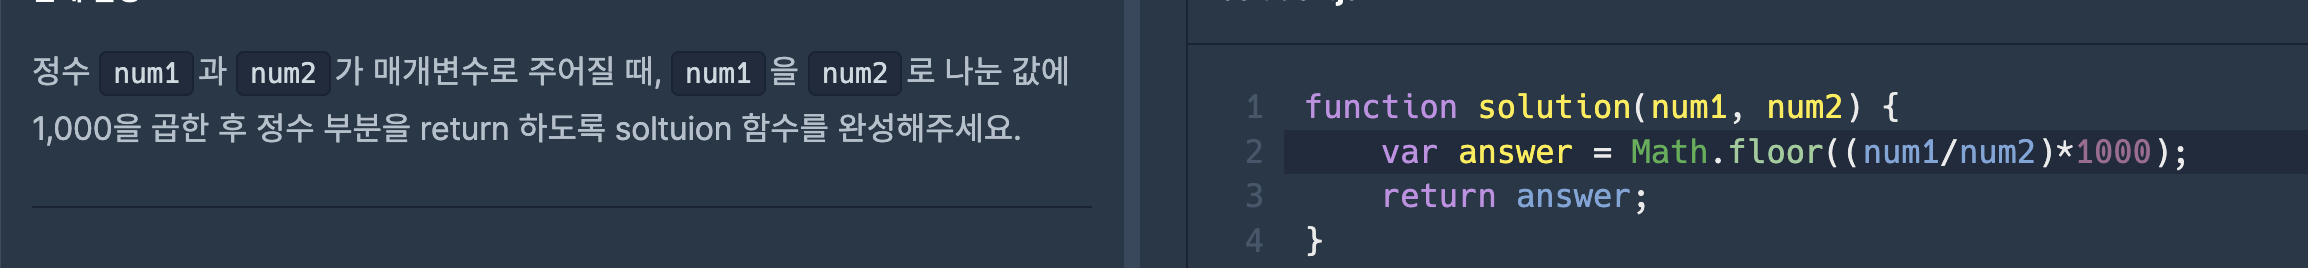 정수 num1 과 num2 가 매개변수로 주어질 때, num1 을 num2 로 나눈 값에
1,000을 곱한 후 정수 부분을 return 하도록 soltuion 함수를 완성해주세요.
1 function solution(num1, num2) {
2 var answer = Math.floor((num1/num2)*1000);
3 return answer;
4 }